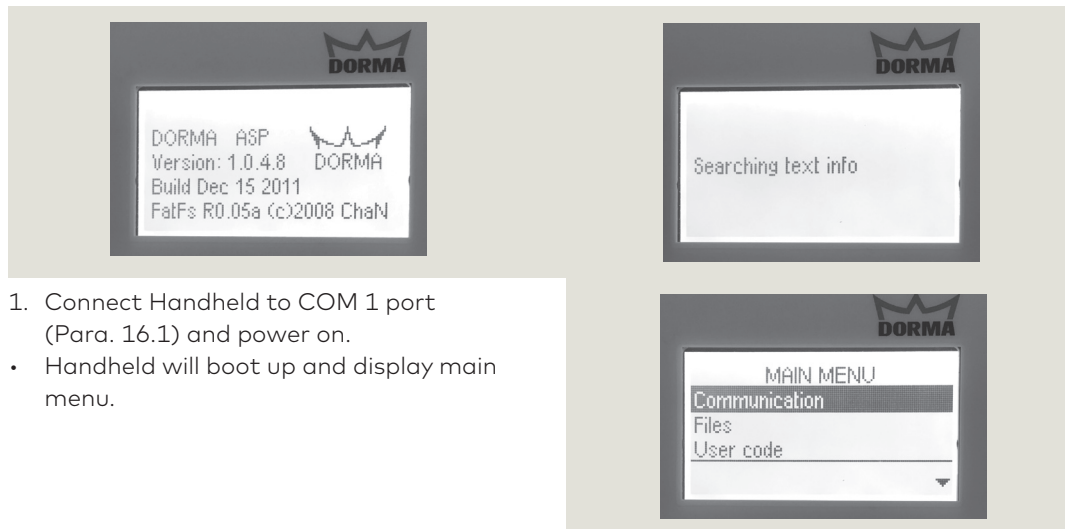 DORMA
DORMA ASP
Version: 1.0.4.8 DORMA
Build Dec 15 2011
FatFs R0.05a (c)2008 ChaN
DORMA
Searching text info
1. Connect Handheld to COM 1 port
(Para. 16.1) and power on.
• Handheld will boot up and display main
menu.
DORMA
MAIN MENU
Communication
Files
User code